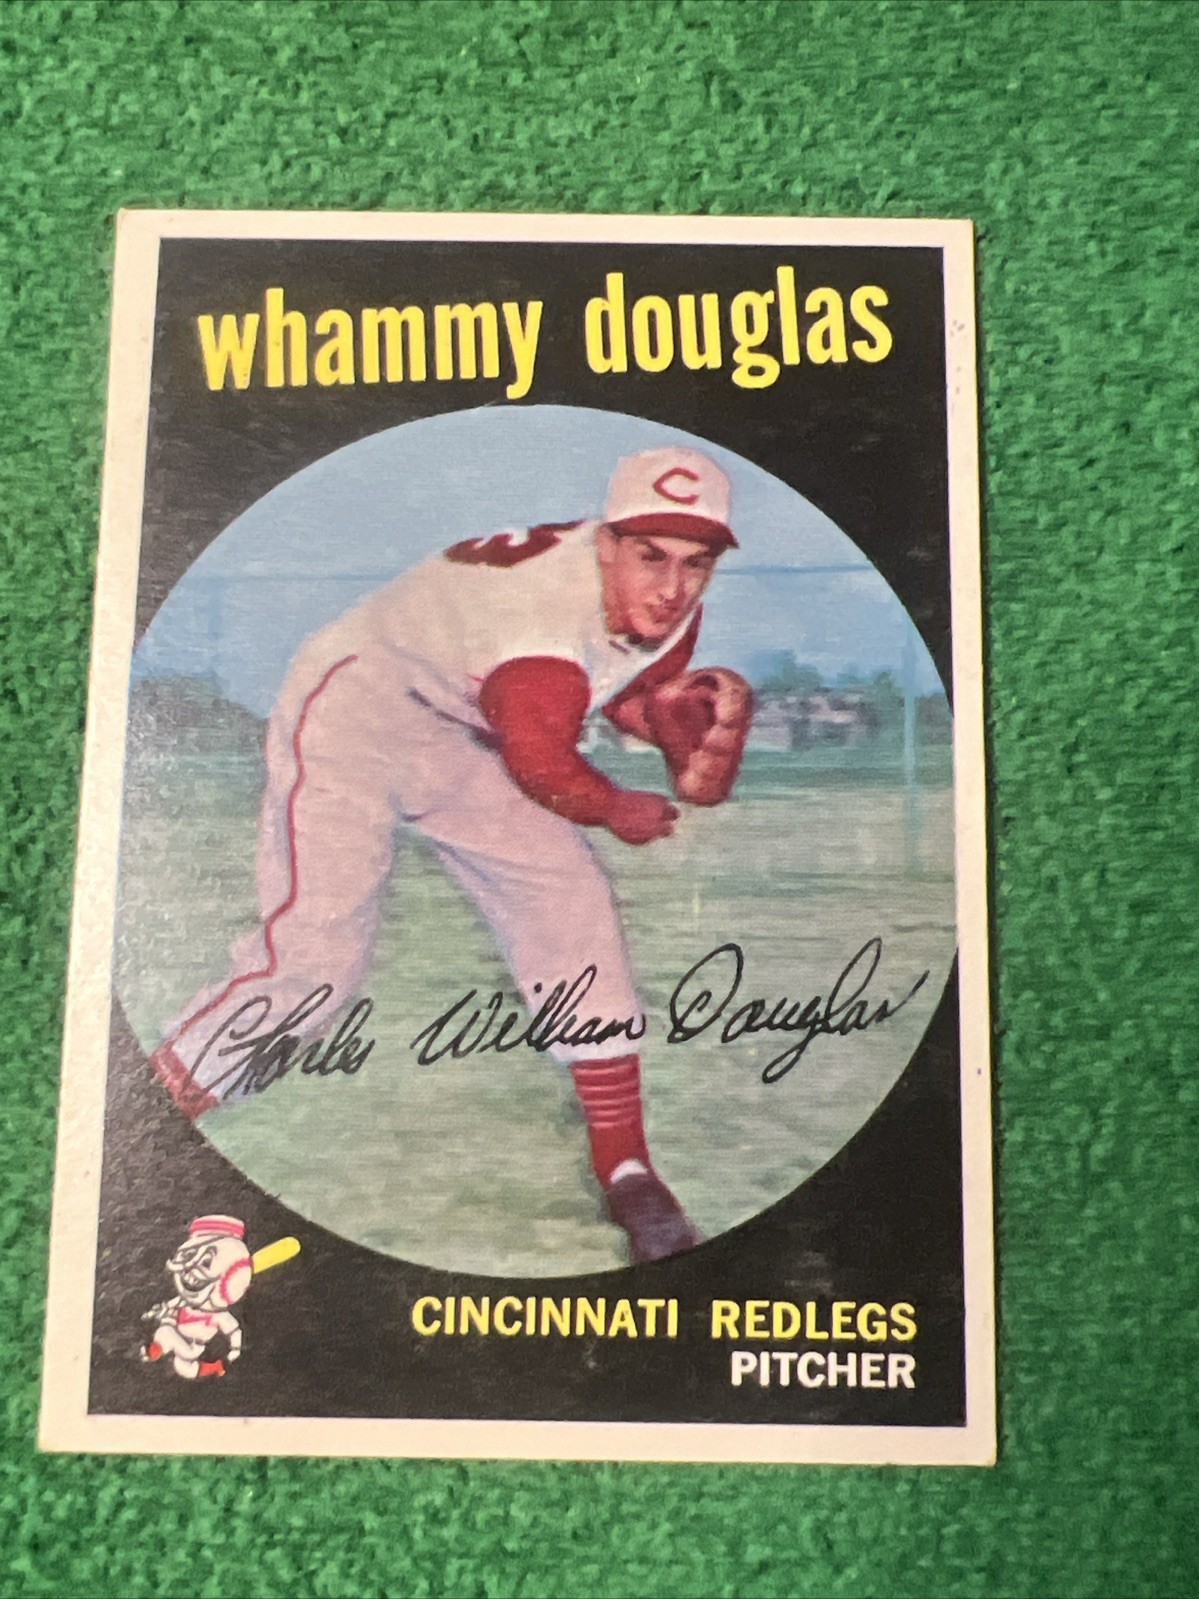 whammy douglas
C
Charles William Douglas
CINCINNATI REDLEGS
PITCHER